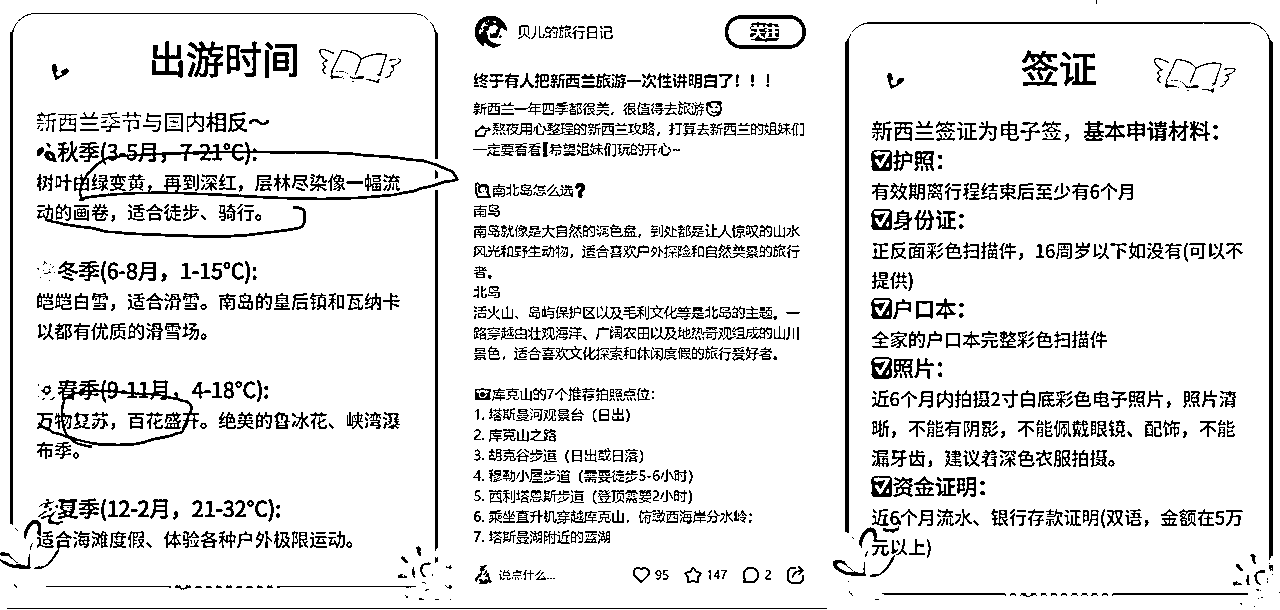 出游时间
新西兰季节与国内相反～
秋季(3-5月，7-21°C):
树叶由绿变黄，再到深红，层林尽染像一幅流
动的画卷，适合徒步、骑行。
冬季(6-8月，1-15°C):
皑皑白雪，适合滑雪。南岛的皇后镇和瓦纳卡
以都有优质的滑雪场。
春季(9-11月，4-18°C):
万物复苏，百花盛开。绝美的鲁冰花、峡湾瀑
布季。
夏季(12-2月，21-32°C):
适合海滩度假、体验各种户外极限运动。
贝儿的旅行日记
关注
终于有人把新西兰旅游一次性讲明白了！！！
新西兰一年四季都很美，很值得去旅游
👉熬夜用心整理的新西兰攻略，打算去新西兰的姐妹们
一定要看看❗希望姐妹们玩的开心~
南北岛怎么选❓
南岛
南岛就像是大自然的调色盘，到处都是让人惊叹的山水
风光和野生动物，适合喜欢户外探险和自然美景的旅行
者。
北岛
活火山、岛屿保护区以及毛利文化等是北岛的主题。一
路穿越由壮观海洋、广阔农田以及地热奇观组成的山川
景色，适合喜欢文化探索和休闲度假的旅行爱好者。
📷库克山的7个推荐拍照点位:
1. 塔斯曼河观景台（日出）
2. 库克山之路
3. 胡克谷步道（日出或日落）
4. 穆勒小屋步道（需要徒步5-6小时）
5. 西利塔恩斯步道（登顶需要2小时）
6. 乘坐直升机穿越库克山，俯瞰西海岸分水岭;
7. 塔斯曼湖附近的蓝湖
说点什么... 95 147 2
签证
新西兰签证为电子签，基本申请材料:
☑护照:
有效期离行程结束后至少有6个月
☑身份证:
正反面彩色扫描件，16周岁以下如没有(可以不
提供)
☑户口本:
全家的户口本完整彩色扫描件
☑照片:
近6个月内拍摄2寸白底彩色电子照片，照片清
晰，不能有阴影，不能佩戴眼镜、配饰，不能
漏牙齿，建议着深色衣服拍摄。
☑资金证明:
近6个月流水、银行存款证明(双语，金额在5万
元以上)